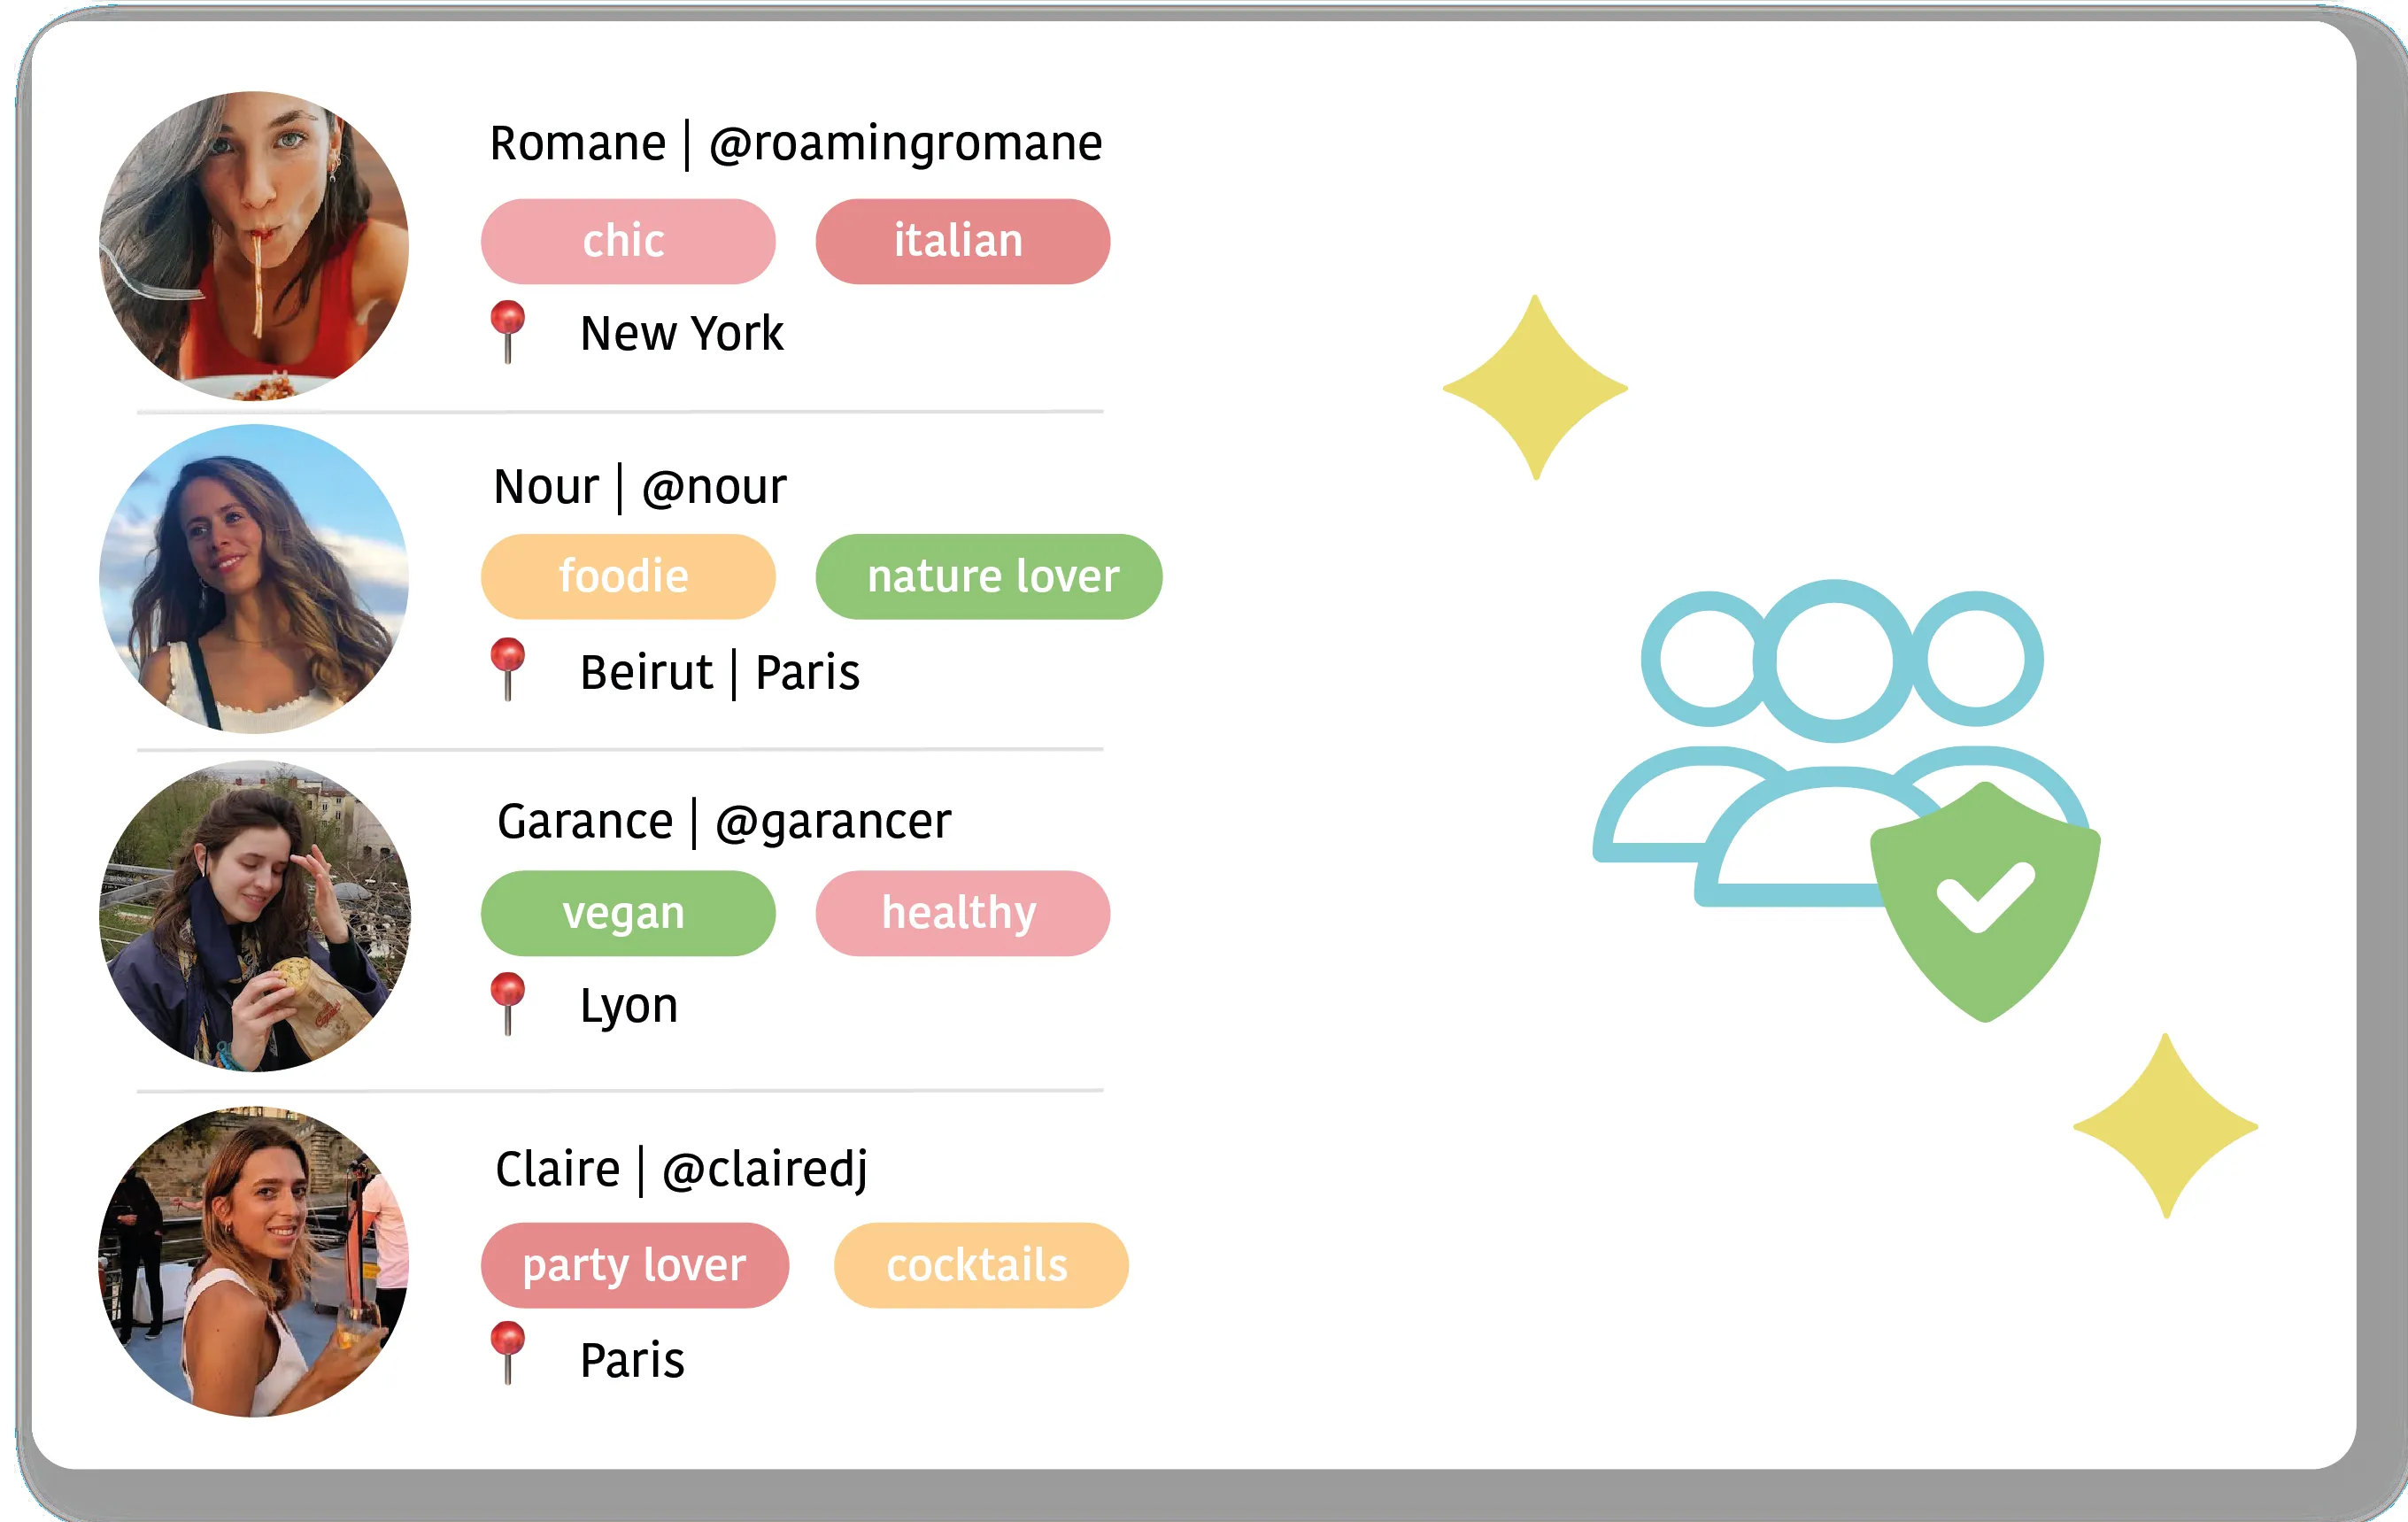 Romane | @roamingromane
chic italian
New York
Nour | @nour
foodie nature lover
Beirut | Paris
Garance | @garancer
vegan healthy
Lyon
Claire | @clairedj
party lover cocktails
Paris